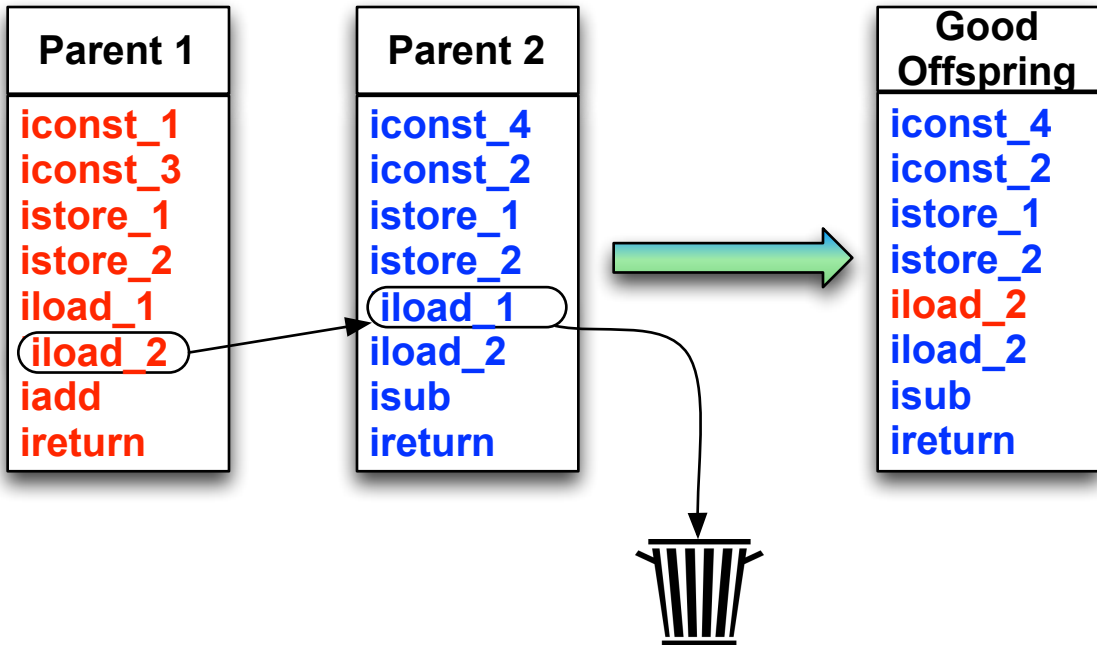 Parent 1
iconst_1
iconst_3
istore_1
istore_2
iload_1
iload_2
iadd
ireturn
Parent 2
iconst_4
iconst_2
istore_1
istore_2
iload_1
iload_2
isub
ireturn
Good
Offspring
iconst_4
iconst_2
istore_1
istore_2
iload_2
iload_2
isub
ireturn